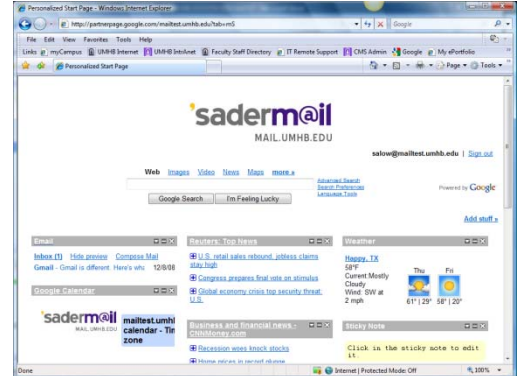 Personalized Start Page - Windows Internet Explorer
http://partnerpage.google.com/mailtest.umhb.edu/?tab=mS
Google
File Edit View Favorites Tools Help
Links myCampus UMHB Internet UMHB IntrAnet Faculty Staff Directory IT Remote Support CMS Admin Google My ePortfolio
Personalized Start Page
Page Tools
'saderm@il
MAIL.UMHB.EDU
salow@mailtest.umhb.edu | Sign out
Web Images Video News Maps more »
Advanced Search
Search Preferences
Language Tools
Google Search I'm Feeling Lucky
Powered by Google
Add stuff »
Email
Inbox (1) Hide preview Compose Mail
Gmail - Gmail is different. Here's whe 12/8/08
Google Calendar
'saderm@il
MAIL.UMHB.EDU
mailtest.umhl
calendar - Tin
zone
Reuters: Top News
U.S. retail sales rebound, jobless claims
stay high
Congress prepares final vote on stimulus
Global economy crisis top security threat:
U.S.
Business and financial news -
CNNMoney.com
Recession woes knock stocks
Home prices in record plunge
Weather
Happy, TX
58°F
Current: Mostly
Cloudy
Wind: SW at
2 mph
Thu Fri
61° | 29° 58° | 20°
Sticky Note
Click in the sticky note to edit
it.
Done
Internet | Protected Mode: Off
100%